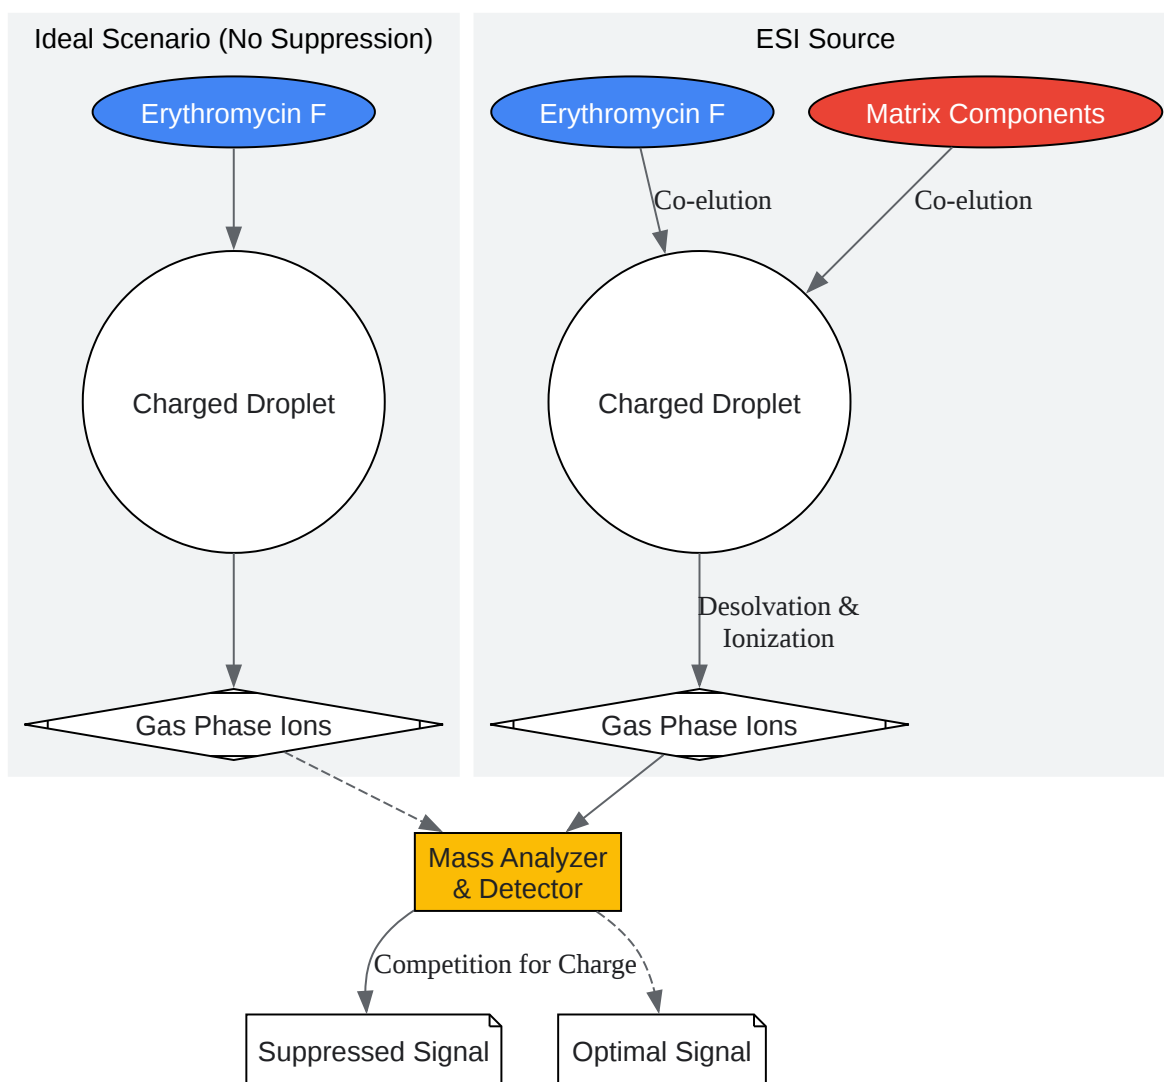 Ideal Scenario (No Suppression)
ESI Source
Erythromycin F
Erythromycin F
Matrix Components
Co-elution
Co-elution
Charged Droplet
Charged Droplet
Desolvation &
Ionization
Gas Phase Ions
Gas Phase Ions
Mass Analyzer
& Detector
Competition for Charge
Suppressed Signal
Optimal Signal